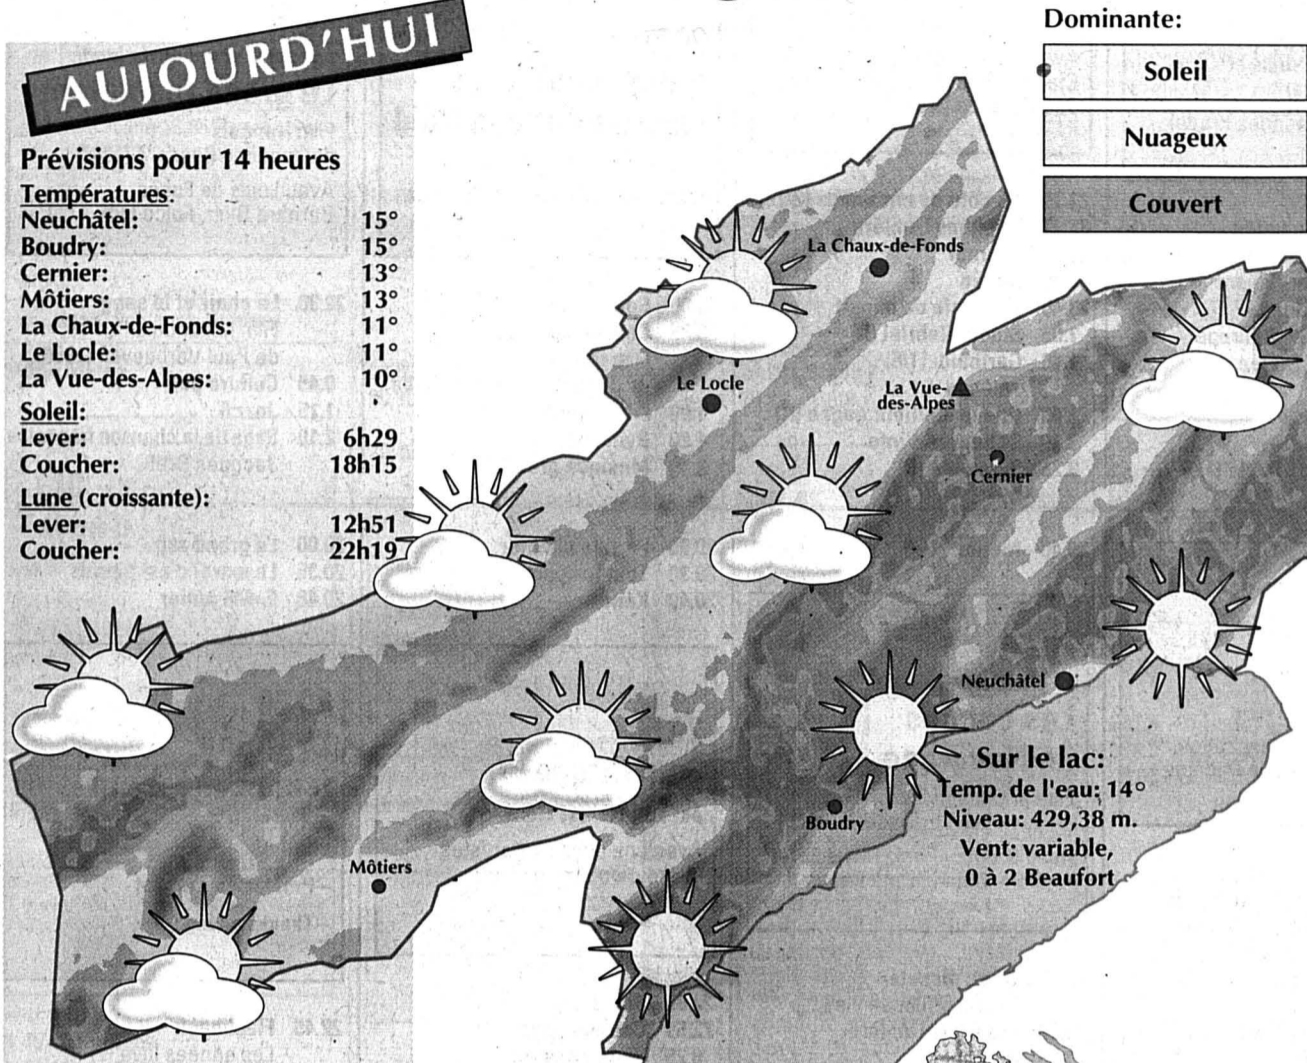 AUJOURD'HUI
Prévisions pour 14 heures
Températures:
Neuchâtel: 15°
Boudry: 15°
Cernier: 13°
Môtiers: 13°
La Chaux-de-Fonds: 11°
Le Locle: 11°
La Vue-des-Alpes: 10°
Soleil:
Lever: 6h29
Coucher: 18h15
Lune (croissante):
Lever: 12h51
Coucher: 22h19
Dominante:
Soleil
Nuageux
Couvert
La Chaux-de-Fonds
Le Locle
La Vue-
des-Alpes
Cernier
Neuchâtel
Sur le lac:
Temp. de l'eau: 14°
Niveau: 429,38 m.
Vent: variable,
0 à 2 Beaufort
Boudry
Môtiers